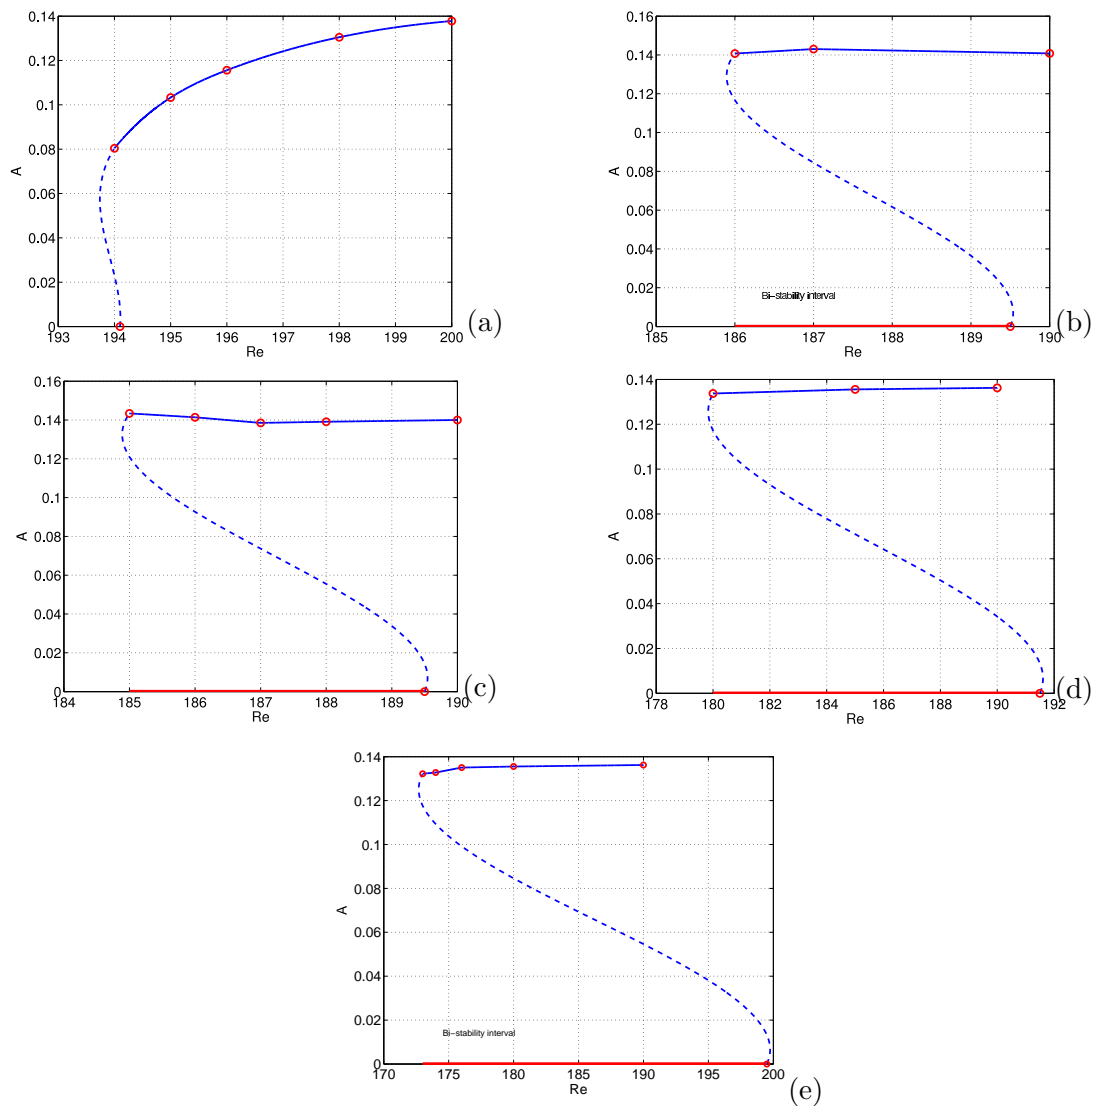 0.14
0.12
0.1
0.08
0.06
0.04
0.02
0
A
193 194 195 196 197 198 199 200
Re
(a)
0.16
0.14
0.12
0.1
0.08
0.06
0.04
0.02
0
A
Bi-stability interval
185 186 187 188 189 190
Re
(b)
0.16
0.14
0.12
0.1
0.08
0.06
0.04
0.02
0
A
184 185 186 187 188 189 190
Re
(c)
0.14
0.12
0.1
0.08
0.06
0.04
0.02
0
A
178 180 182 184 186 188 190 192
Re
(d)
0.14
0.12
0.1
0.08
0.06
0.04
0.02
0
A
Bi-stability interval
170 175 180 185 190 195 200
Re
(e)